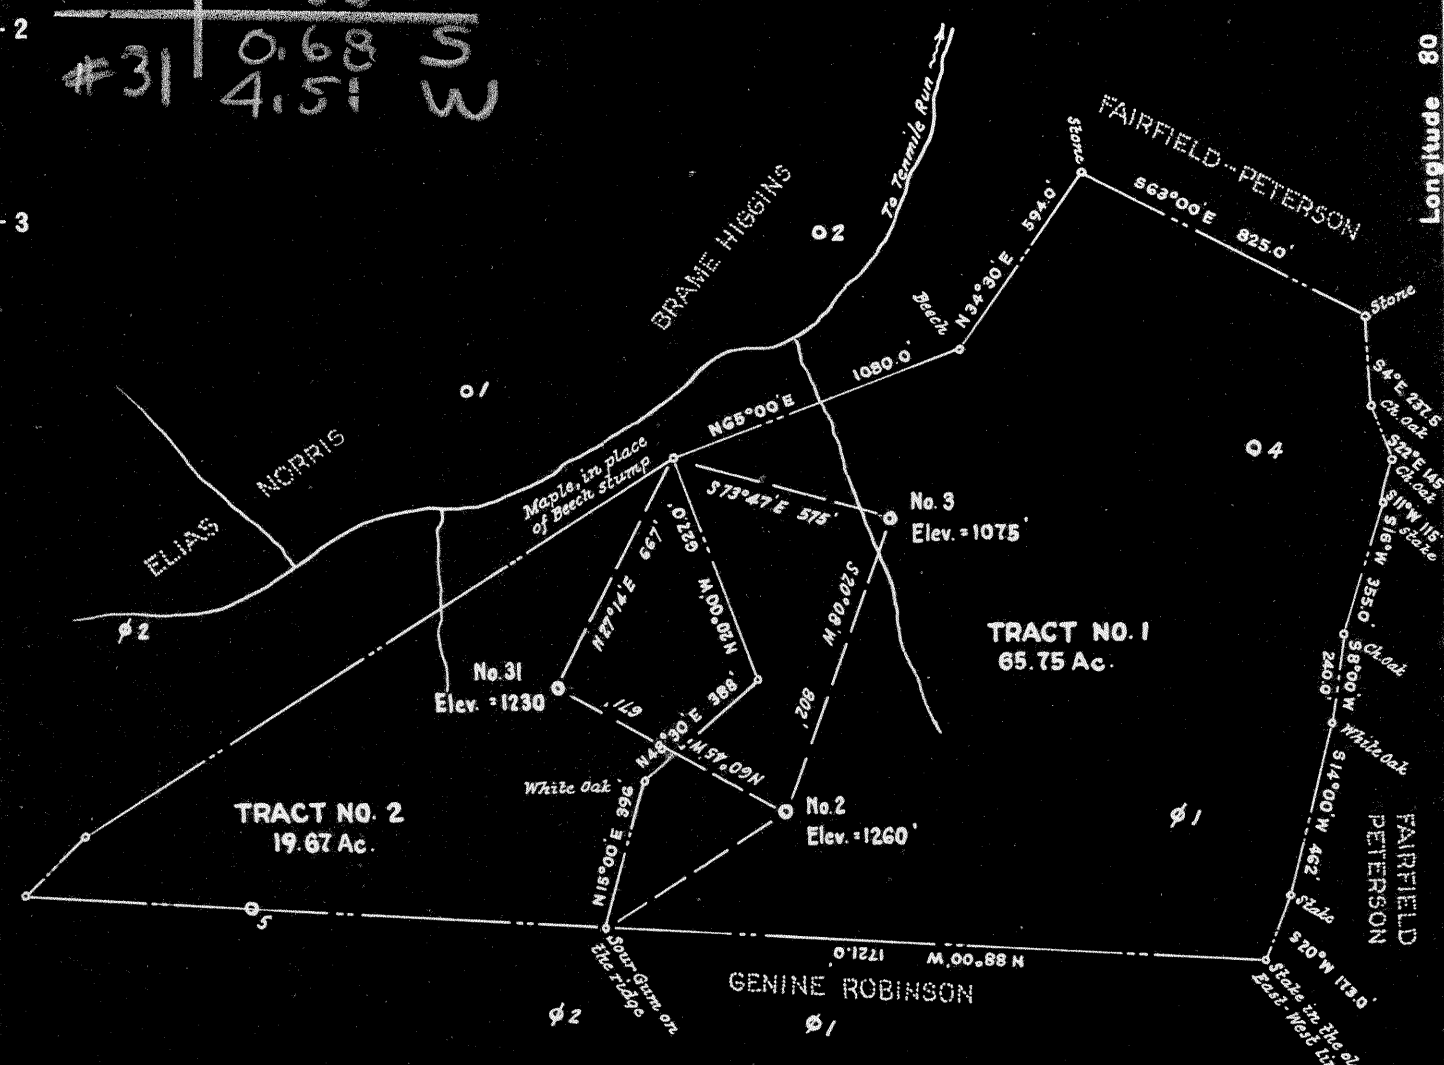 2
3
#31
0.68 S
4.51 W
Longitude 80
FAIRFIELD--PETERSON
Stone
S63°00'E 825.0'
To Tenmile Run
BRAME HIGGINS
2
594.0'
N34°30'E
Beech
Stone
1080.0'
N65°00'E
1
S4°E 237.5
Ch. Oak
S22°E 145
Ch. Oak
S11°W 115'
Stake
4
ELIAS NORRIS
Maple, in place
of Beech stump
S73°47'E 575'
No. 3
Elev. = 1075'
S16°W 355.0'
667'
N27°14'E
N20°00'W
S20°08'W
802'
2
TRACT NO. 1
65.75 Ac.
Ch. Oak
S8°00'W
240.0'
No. 31
Elev. = 1230
671'
N60°45'W
N48°30'E 388'
White Oak
White Oak
TRACT NO. 2
19.67 Ac.
N15°00'E 396'
No. 2
Elev. = 1260'
1
S14°00'W 462'
FAIRFIELD
PETERSON
Stake
5
Sour Gum on
the ridge
N 88°00'W 1721.0'
GENINE ROBINSON
S20°W 173.0'
Stake in the
East-West
2
1